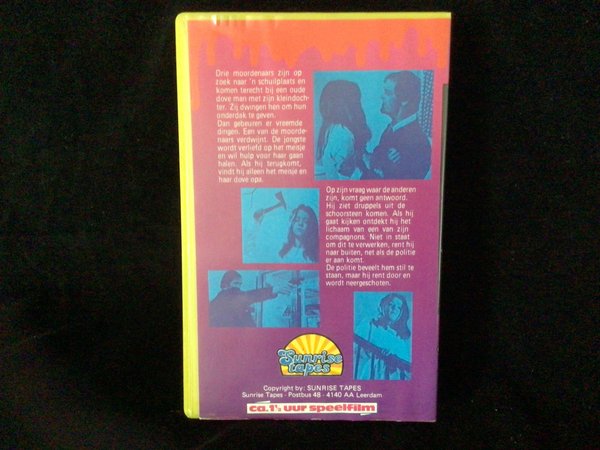 Drie moordenaars zijn op
zoek naar 'n schuilplaats en
komen terecht bij een oude
dove man met zijn kleindoch-
ter. Zij dwingen hen om hun
onderdak te geven.
Dan gebeuren er vreemde
dingen. Een van de moorde-
naars verdwijnt. De jongste
wordt verliefd op het meisje
en wil hulp voor haar gaan
halen. Als hij terugkomt,
vindt hij alleen het meisje en
haar dove opa.
Op zijn vraag waar de anderen
zijn, komt geen antwoord.
Hij ziet druppels uit de
schoorsteen komen. Als hij
gaat kijken ontdekt hij het
lichaam van een van zijn
compagnons. Niet in staat
om dit te verwerken, rent hij
naar buiten, net als de politie
er aan komt.
De politie beveelt hem stil te
staan, maar hij rent door en
wordt neergeschoten.
Sunrise
tapes
Copyright by: SUNRISE TAPES
Sunrise Tapes - Postbus 48 - 4140 AA Leerdam
ca. 1½ uur speelfilm